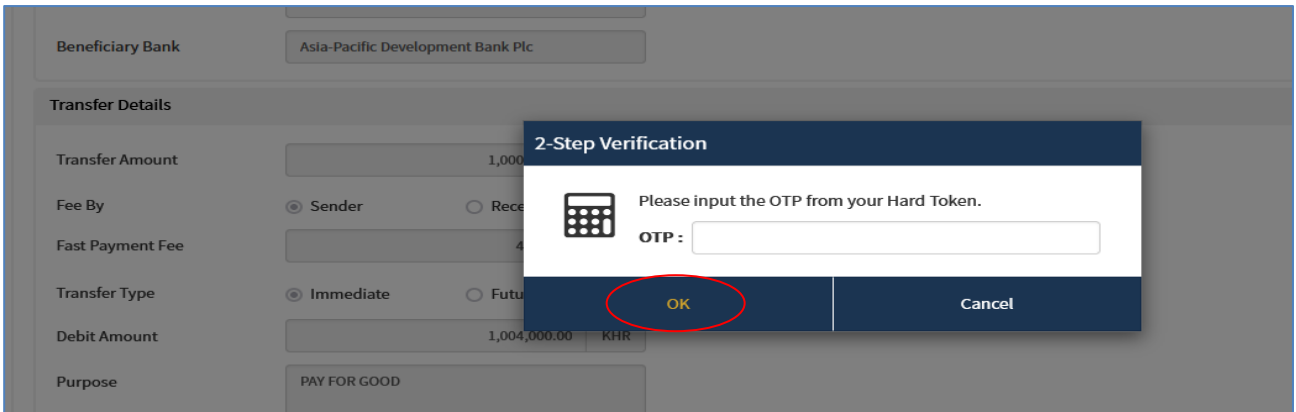 Beneficiary Bank Asia-Pacific Development Bank Plc
Transfer Details
2-Step Verification
Transfer Amount 1,000
Please input the OTP from your Hard Token.
Fee By Sender Rece
OTP :
Fast Payment Fee 4
Transfer Type Immediate Futu
OK Cancel
Debit Amount 1,004,000.00 KHR
Purpose PAY FOR GOOD